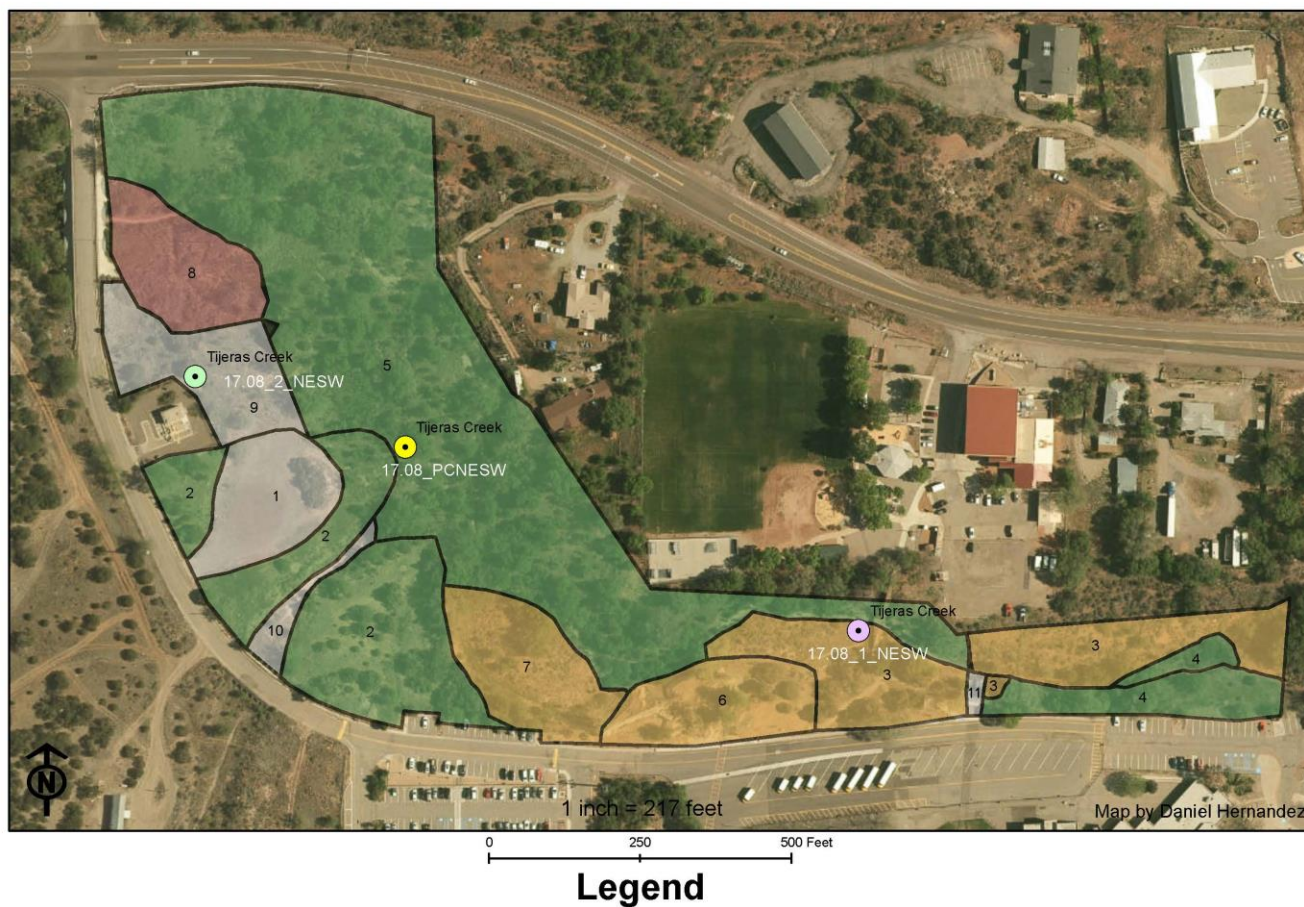 8
5
Tijeras Creek
17.08_2_NESW
9
Tijeras Creek
17.08_PCNESW
2
1
2
10
2
7
6
Tijeras Creek
17.08_1_NESW
3
3
4
11
3
4
N
1 inch = 217 feet
Map by Daniel Hernandez
0 250 500 Feet
Legend